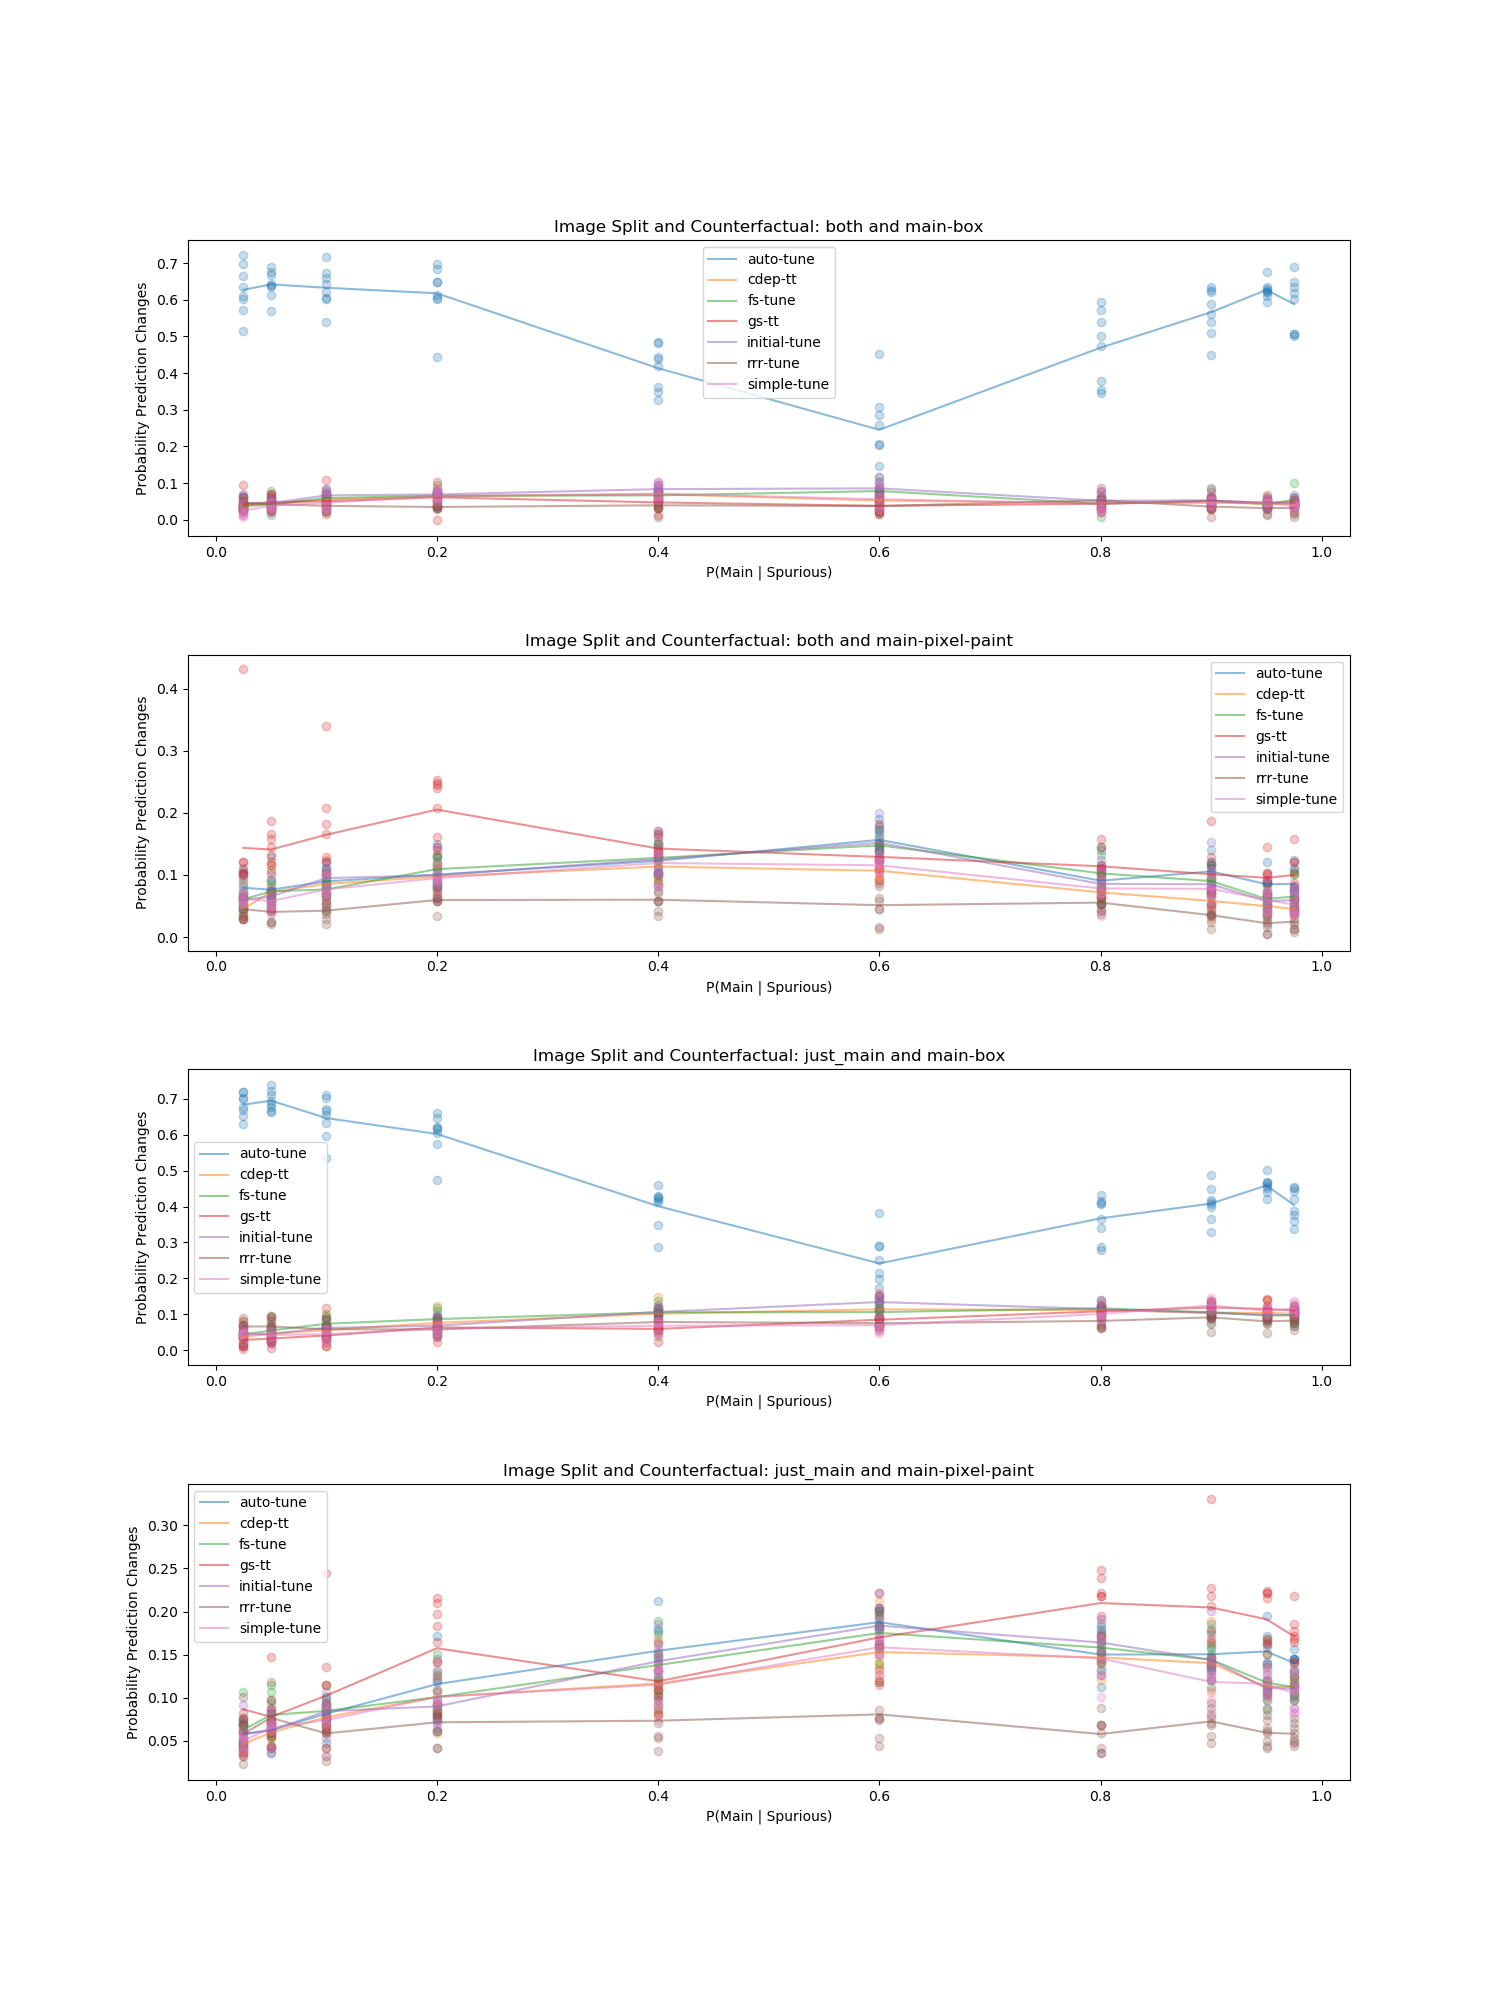 Image Split and Counterfactual: both and main-box
Probability Prediction Changes
0.7
0.6
0.5
0.4
0.3
0.2
0.1
0.0
auto-tune
cdep-tt
fs-tune
gs-tt
initial-tune
rrr-tune
simple-tune
0.0 0.2 0.4 0.6 0.8 1.0
P(Main | Spurious)
Image Split and Counterfactual: both and main-pixel-paint
Probability Prediction Changes
0.4
0.3
0.2
0.1
0.0
auto-tune
cdep-tt
fs-tune
gs-tt
initial-tune
rrr-tune
simple-tune
0.0 0.2 0.4 0.6 0.8 1.0
P(Main | Spurious)
Image Split and Counterfactual: just_main and main-box
Probability Prediction Changes
0.7
0.6
0.5
0.4
0.3
0.2
0.1
0.0
auto-tune
cdep-tt
fs-tune
gs-tt
initial-tune
rrr-tune
simple-tune
0.0 0.2 0.4 0.6 0.8 1.0
P(Main | Spurious)
Image Split and Counterfactual: just_main and main-pixel-paint
Probability Prediction Changes
0.30
0.25
0.20
0.15
0.10
0.05
auto-tune
cdep-tt
fs-tune
gs-tt
initial-tune
rrr-tune
simple-tune
0.0 0.2 0.4 0.6 0.8 1.0
P(Main | Spurious)